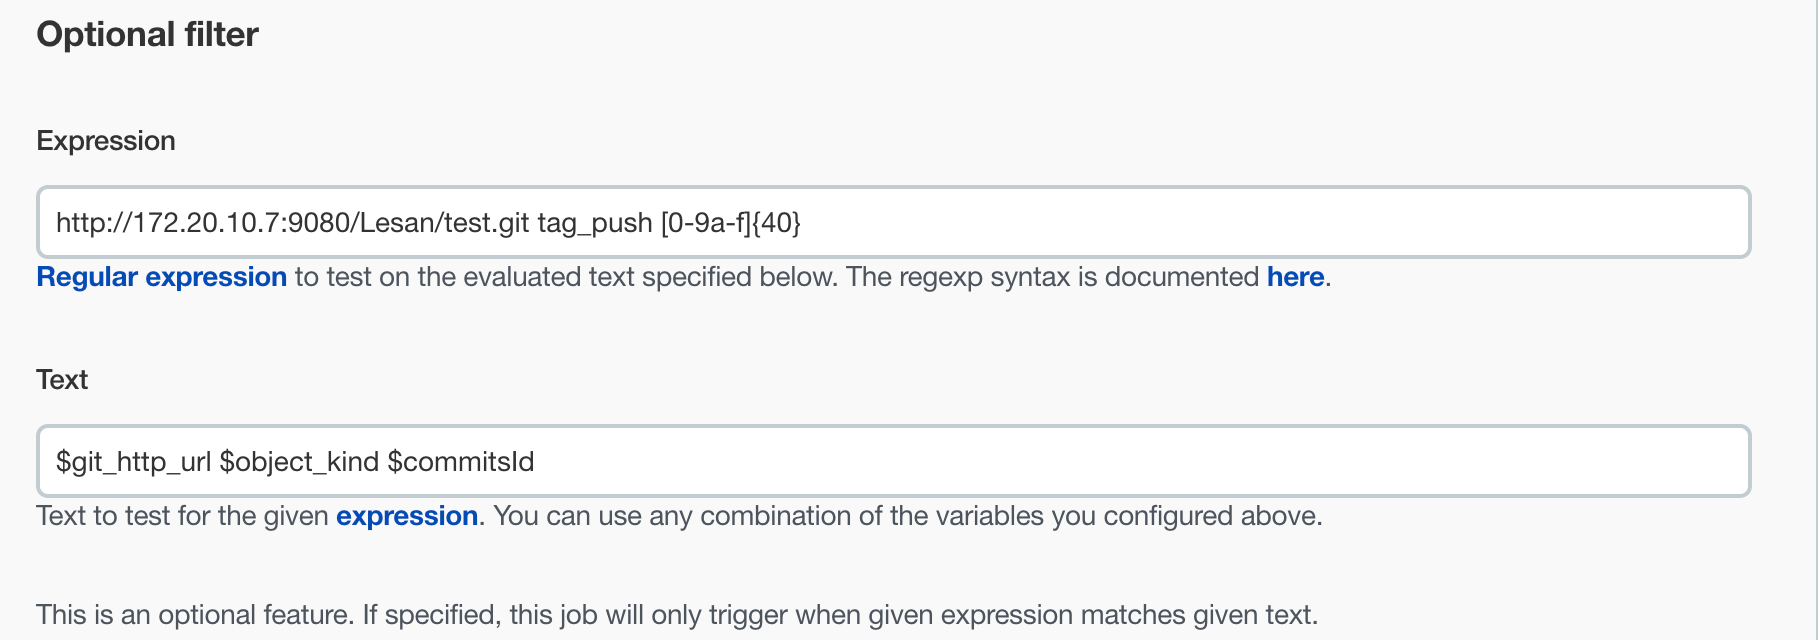 Optional filter
Expression
http://172.20.10.7:9080/Lesan/test.git tag_push [0-9a-f]{40}
Regular expression to test on the evaluated text specified below. The regexp syntax is documented here.
Text
$git_http_url $object_kind $commitsId
Text to test for the given expression. You can use any combination of the variables you configured above.
This is an optional feature. If specified, this job will only trigger when given expression matches given text.